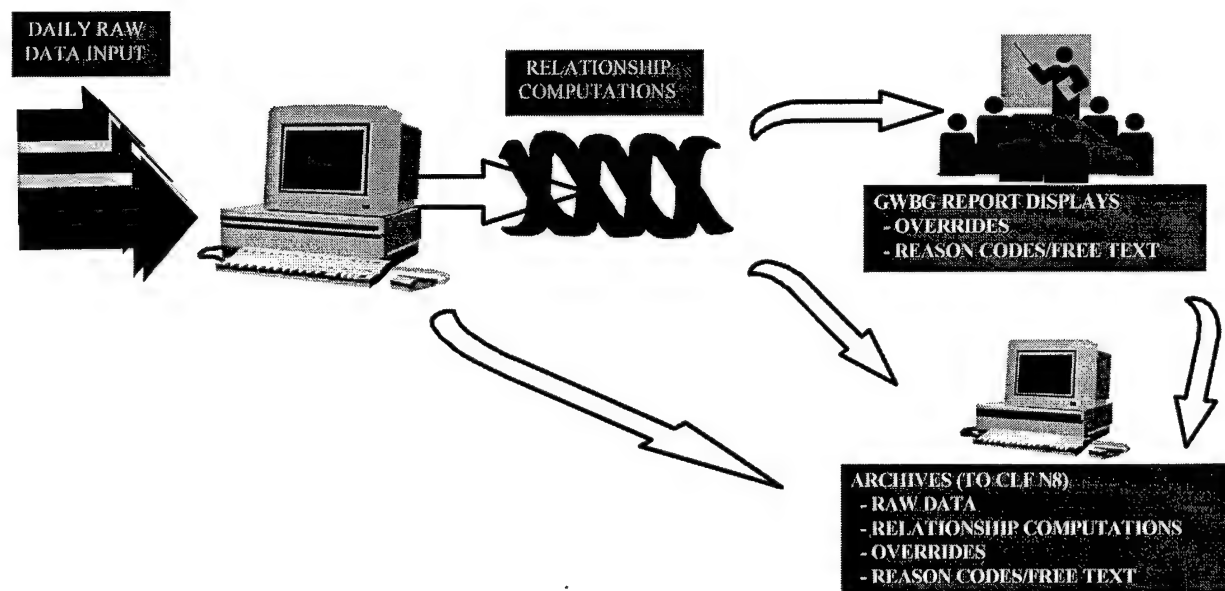 DAILY RAW
DATA INPUT
RELATIONSHIP
COMPUTATIONS
GWBG REPORT DISPLAYS
- OVERRIDES
- REASON CODES/FREE TEXT
ARCHIVES (TO CLF N8)
- RAW DATA
- RELATIONSHIP COMPUTATIONS
- OVERRIDES
- REASON CODES/FREE TEXT